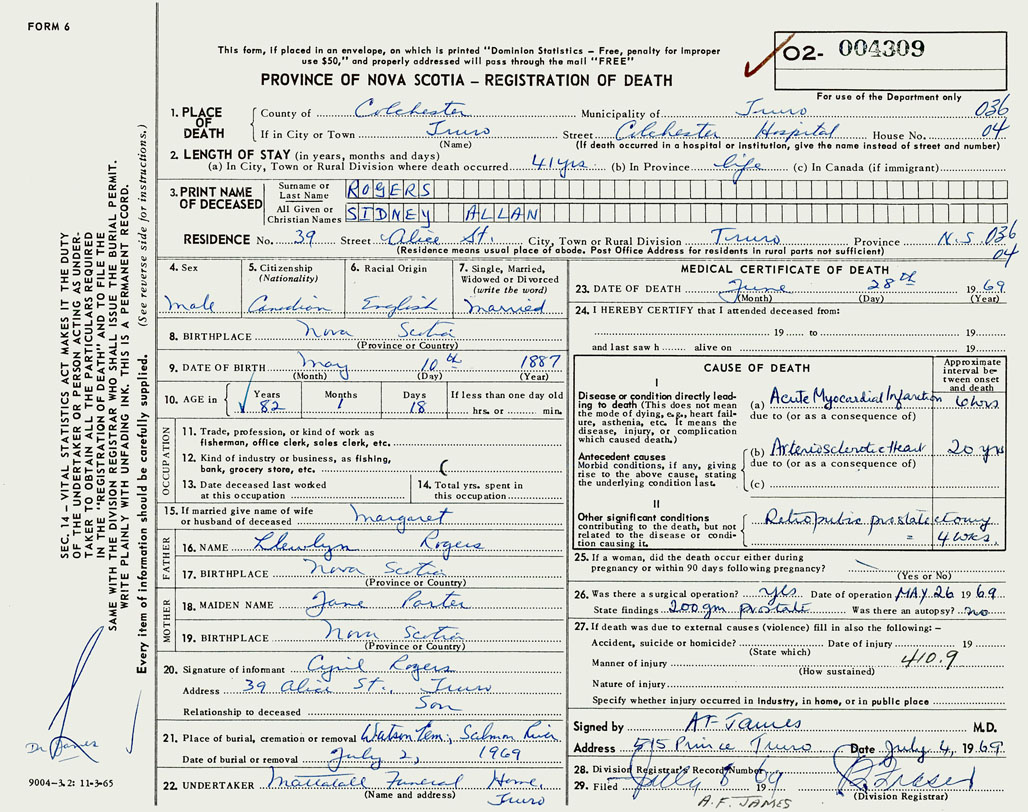 FORM 6
This form, if placed in an envelope, on which is printed "Dominion Statistics – Free, penalty for improper
use $50," and properly addressed will pass through the mail "FREE"
PROVINCE OF NOVA SCOTIA – REGISTRATION OF DEATH
O2- 004309
For use of the Department only
1. PLACE OF DEATH
County of Colchester Municipality of Truro 036
If in City or Town Truro Street Colchester Hospital House No. 04
(Name) (If death occurred in a hospital or institution, give the name instead of street and number)
2. LENGTH OF STAY (in years, months and days)
(a) In City, Town or Rural Division where death occurred 41 yrs. (b) In Province life (c) In Canada (if immigrant)
3. PRINT NAME OF DECEASED
Surname or Last Name ROGERS
All Given or Christian Names SIDNEY ALLAN
RESIDENCE No. 39 Street Alice St. City, Town or Rural Division Truro Province N.S. 036
(Residence means usual place of abode. Post Office Address for residents in rural parts not sufficient) 04
4. Sex
Male
5. Citizenship (Nationality)
Canadian
6. Racial Origin
English
7. Single, Married, Widowed or Divorced (write the word)
Married
8. BIRTHPLACE Nova Scotia
(Province or Country)
9. DATE OF BIRTH May 10th 1887
(Month) (Day) (Year)
10. AGE in Years Months Days If less than one day old
82 1 18 hrs. or min.
OCCUPATION
11. Trade, profession, or kind of work as
fisherman, office clerk, sales clerk, etc.
12. Kind of industry or business, as fishing,
bank, grocery store, etc.
13. Date deceased last worked
at this occupation
14. Total yrs. spent in
this occupation
15. If married give name of wife
or husband of deceased Margaret
FATHER
16. NAME Llewlyn Rogers
17. BIRTHPLACE Nova Scotia
(Province or Country)
MOTHER
18. MAIDEN NAME Jane Porter
19. BIRTHPLACE Nova Scotia
(Province or Country)
20. Signature of informant Cyril Rogers
Address 39 Alice St., Truro
Relationship to deceased Son
21. Place of burial, cremation or removal Watson Cem., Salmon River
Date of burial or removal July 2, 1969
22. UNDERTAKER Mattatall Funeral Home,
(Name and address) Truro
MEDICAL CERTIFICATE OF DEATH
23. DATE OF DEATH June 28th 1969
(Month) (Day) (Year)
24. I HEREBY CERTIFY that I attended deceased from:
19 to 19
and last saw h alive on 19
CAUSE OF DEATH
Approximate interval between onset and death
I
Disease or condition directly leading to death (This does not mean the mode of dying, e.g., heart failure, asthenia, etc. It means the disease, injury, or complication which caused death.)
(a) Acute Myocardial Infarction 6 hrs
due to (or as a consequence of)
Antecedent causes
Morbid conditions, if any, giving rise to the above cause, stating the underlying condition last.
(b) Arteriosclerotic Heart 20 yrs
due to (or as a consequence of)
(c)
II
Other significant conditions
contributing to the death, but not related to the disease or condition causing it.
Retropubic prostatectomy
= 4 wks
25. If a woman, did the death occur either during
pregnancy or within 90 days following pregnancy?
(Yes or No)
26. Was there a surgical operation? yes Date of operation MAY 26 1969
State findings 200 gm prostate Was there an autopsy? no
27. If death was due to external causes (violence) fill in also the following: –
Accident, suicide or homicide? Date of injury 19
(State which)
Manner of injury 410.9
(How sustained)
Nature of injury
Specify whether injury occurred in Industry, in home, or in public place
Signed by AF James M.D.
Address 515 Prince Truro Date July 4, 1969
28. Division Registrar's Record Number
29. Filed July 8 1969
(Division Registrar)
A.F. JAMES
SEC. 14 – VITAL STATISTICS ACT MAKES IT THE DUTY
OF THE UNDERTAKER OR PERSON ACTING AS UNDER-
TAKER TO OBTAIN ALL THE PARTICULARS REQUIRED
IN THE "REGISTRATION OF DEATH" AND TO FILE THE
SAME WITH THE DIVISION REGISTRAR WHO SHALL ISSUE THE BURIAL PERMIT.
WRITE PLAINLY WITH UNFADING INK. THIS IS A PERMANENT RECORD.
Every item of information should be carefully supplied. (See reverse side for instructions.)
Dr James
9004–3.2: 11-3-65